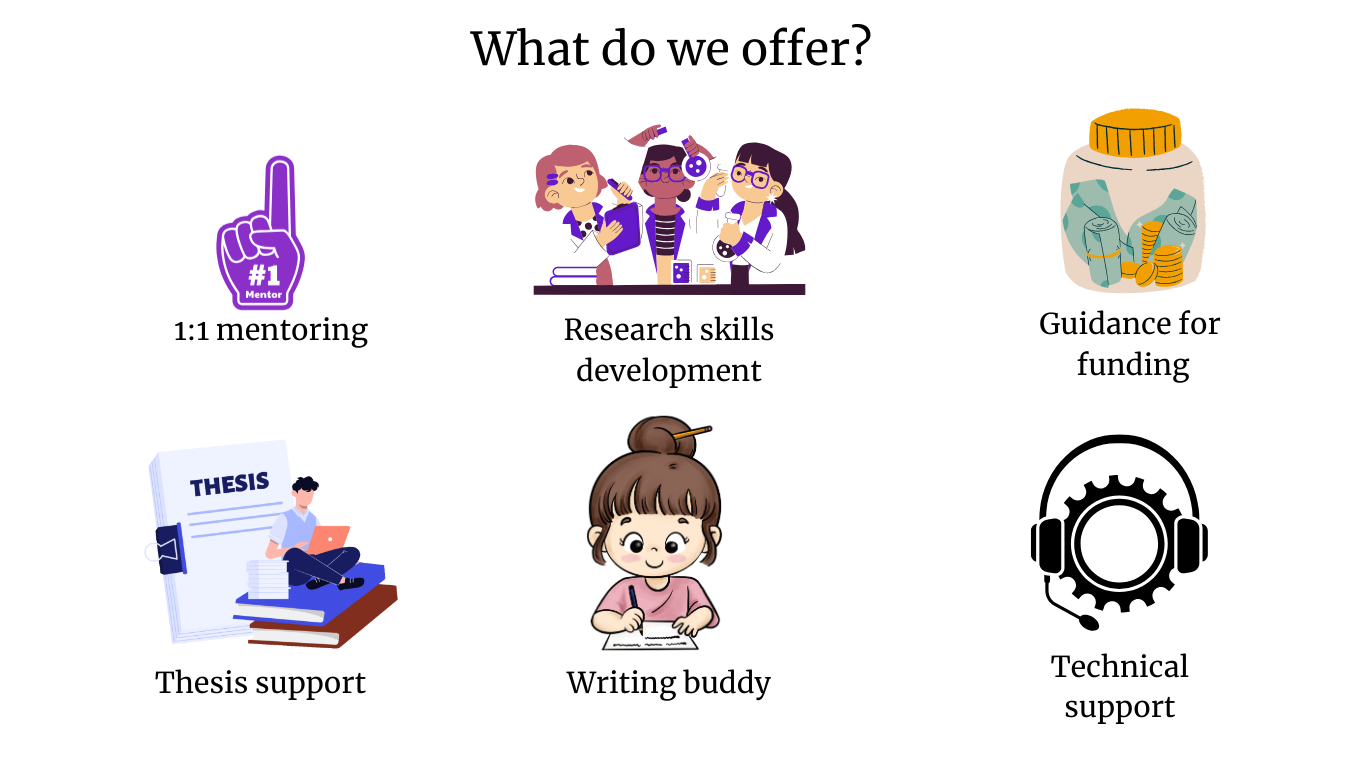 What do we offer?
#1
Mentor
1:1 mentoring
Research skills
development
Guidance for
funding
THESIS
Thesis support
Writing buddy
Technical
support